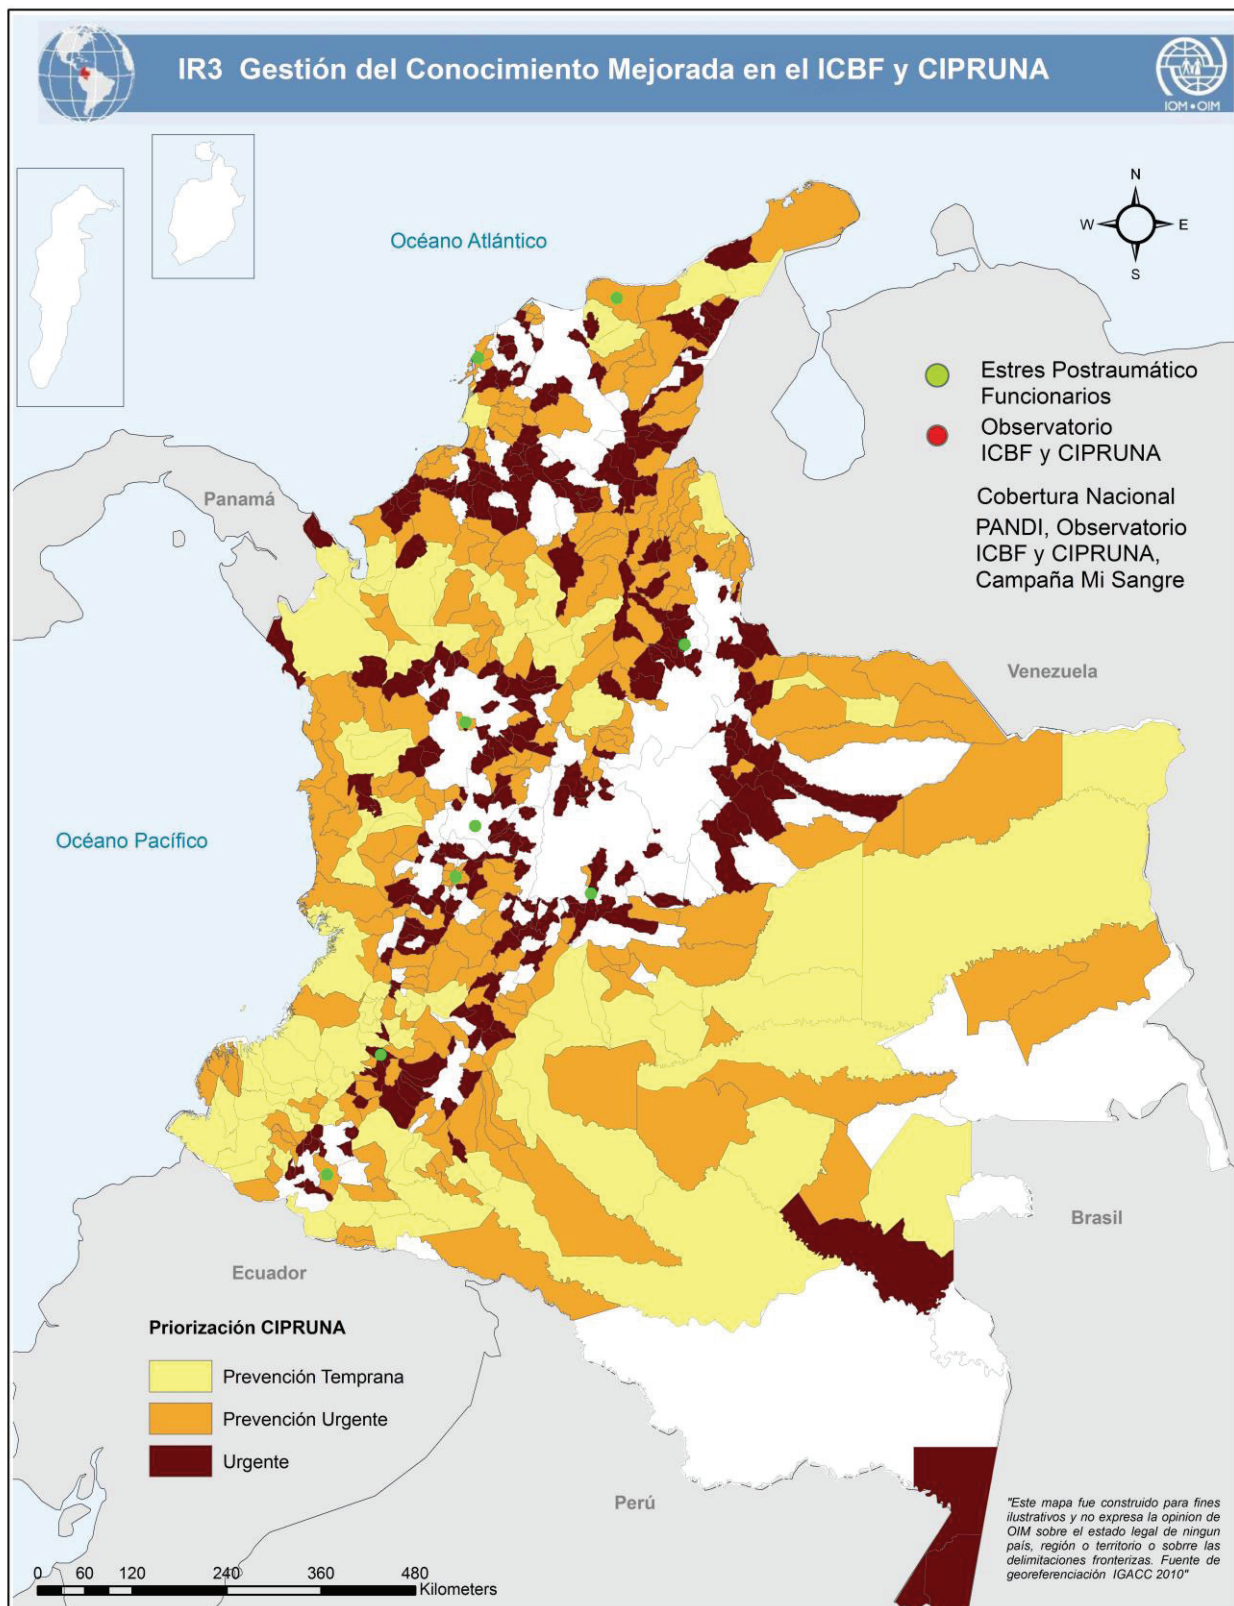 IR3 Gestión del Conocimiento Mejorada en el ICBF y CIPRUNA
IOM•OIM
N
W
E
S
Océano Atlántico
Estres Postraumático
Funcionarios
Observatorio
ICBF y CIPRUNA
Cobertura Nacional
PANDI, Observatorio
ICBF y CIPRUNA,
Campaña Mi Sangre
Panamá
Venezuela
Océano Pacífico
Brasil
Ecuador
Priorización CIPRUNA
Prevención Temprana
Prevención Urgente
Urgente
Perú
"Este mapa fue construido para fines
ilustrativos y no expresa la opinion de
OIM sobre el estado legal de ningun
país, región o territorio o sobrre las
delimitaciones fronterizas. Fuente de
georeferenciación IGACC 2010"
0 60 120 240 360 480
Kilometers